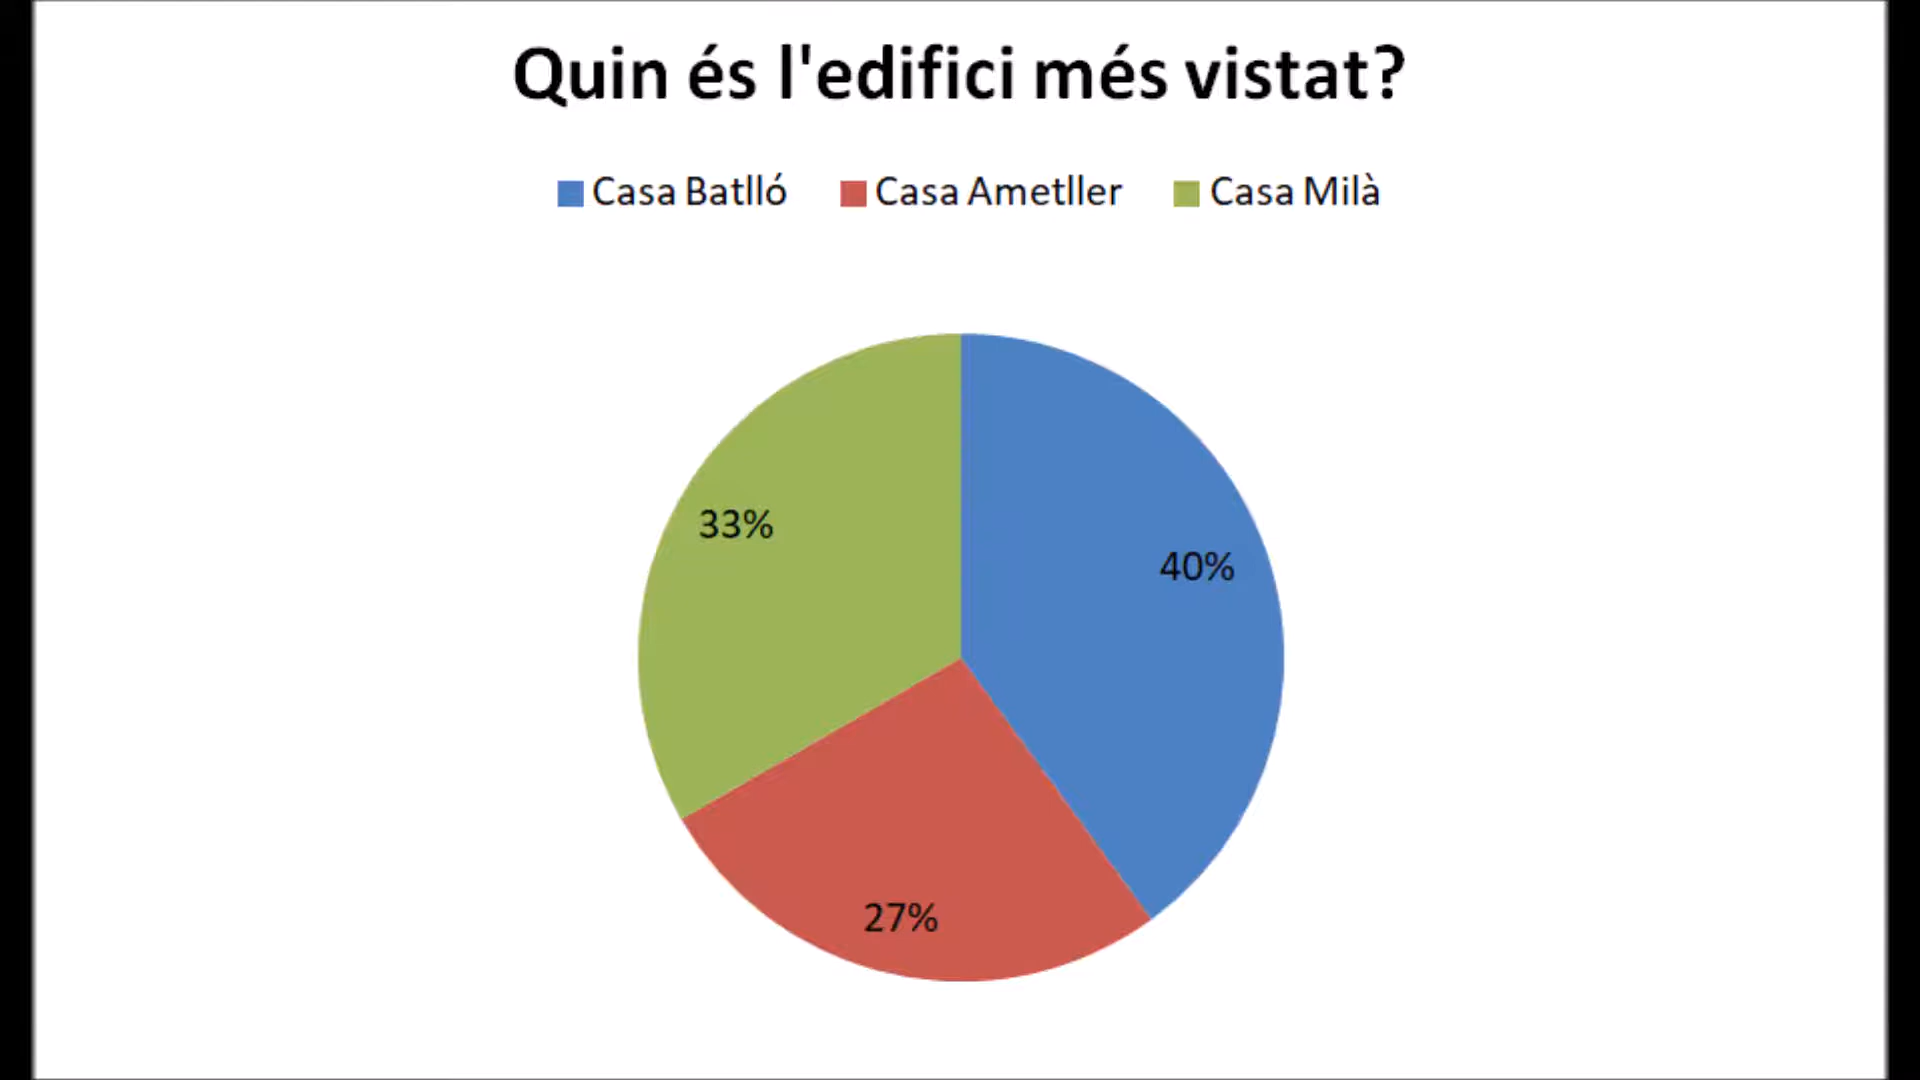 Quin és l'edifici més vistat?
Casa Batlló Casa Ametller Casa Milà
33%
40%
27%